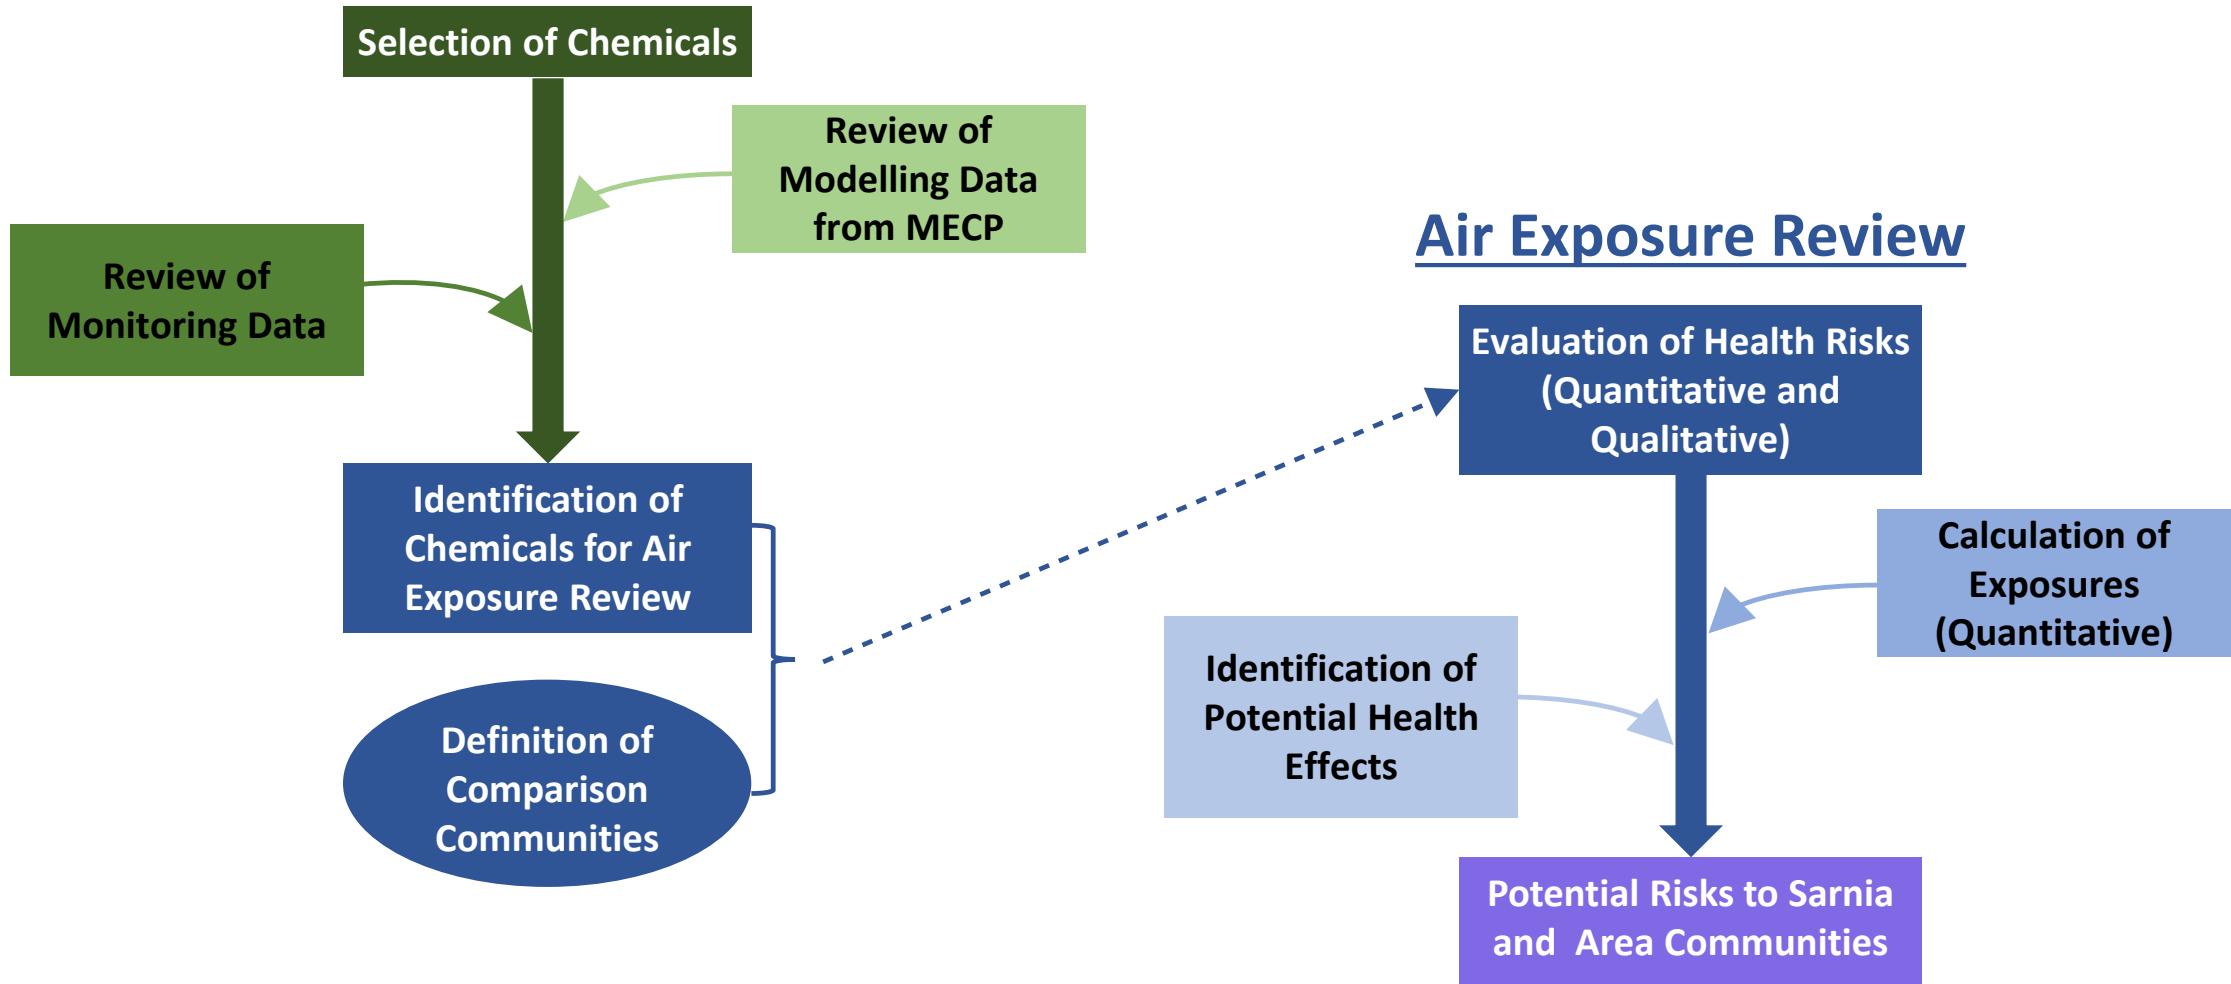 Selection of Chemicals
Review of
Modelling Data
from MECP
Review of
Monitoring Data
Identification of
Chemicals for Air
Exposure Review
Definition of
Comparison
Communities
Air Exposure Review
Evaluation of Health Risks
(Quantitative and
Qualitative)
Calculation of
Exposures
(Quantitative)
Identification of
Potential Health
Effects
Potential Risks to Sarnia
and Area Communities